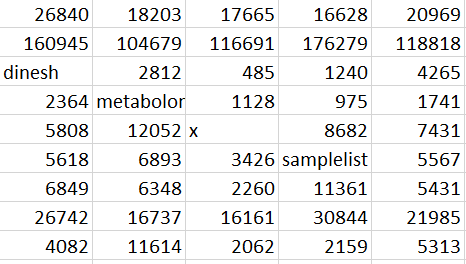 26840 18203 17665 16628 20969
160945 104679 116691 176279 118818
dinesh 2812 485 1240 4265
2364 metabolor 1128 975 1741
5808 12052 x 8682 7431
5618 6893 3426 samplelist 5567
6849 6348 2260 11361 5431
26742 16737 16161 30844 21985
4082 11614 2062 2159 5313